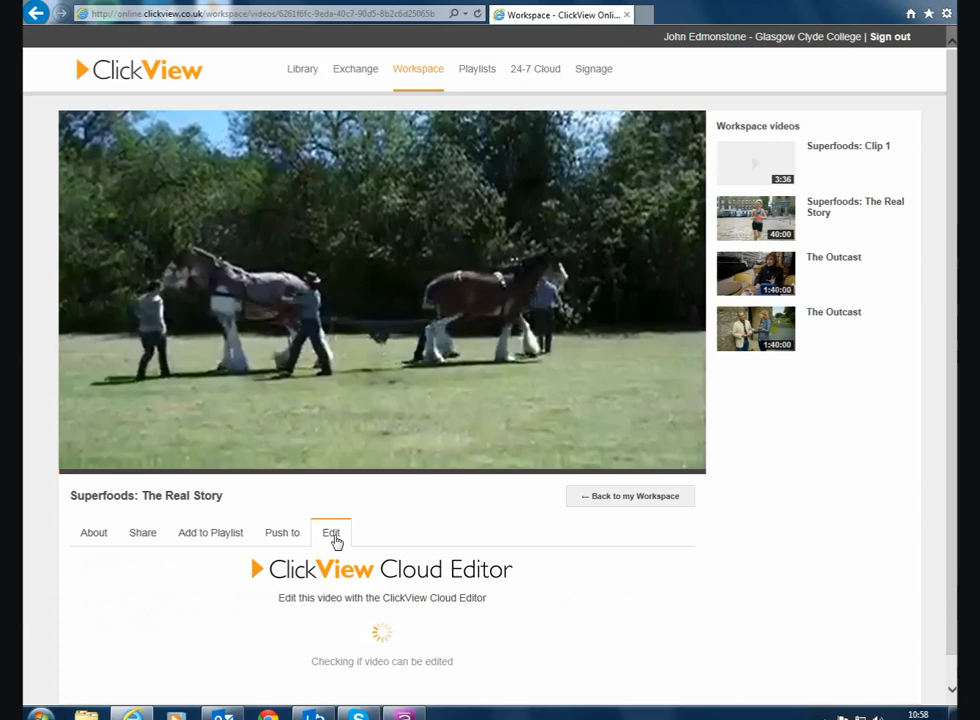 http://online.clickview.co.uk/workspace/videos/6261f6fc-9eda-40c7-90d5-8b2c6d25065b
Workspace - ClickView Onli...
John Edmonstone - Glasgow Clyde College | Sign out
ClickView
Library Exchange Workspace Playlists 24-7 Cloud Signage
Workspace videos
Superfoods: Clip 1
3:36
Superfoods: The Real Story
40:00
The Outcast
1:40:00
The Outcast
1:40:00
Superfoods: The Real Story
← Back to my Workspace
About Share Add to Playlist Push to Edit
ClickView Cloud Editor
Edit this video with the ClickView Cloud Editor
Checking if video can be edited
10:58